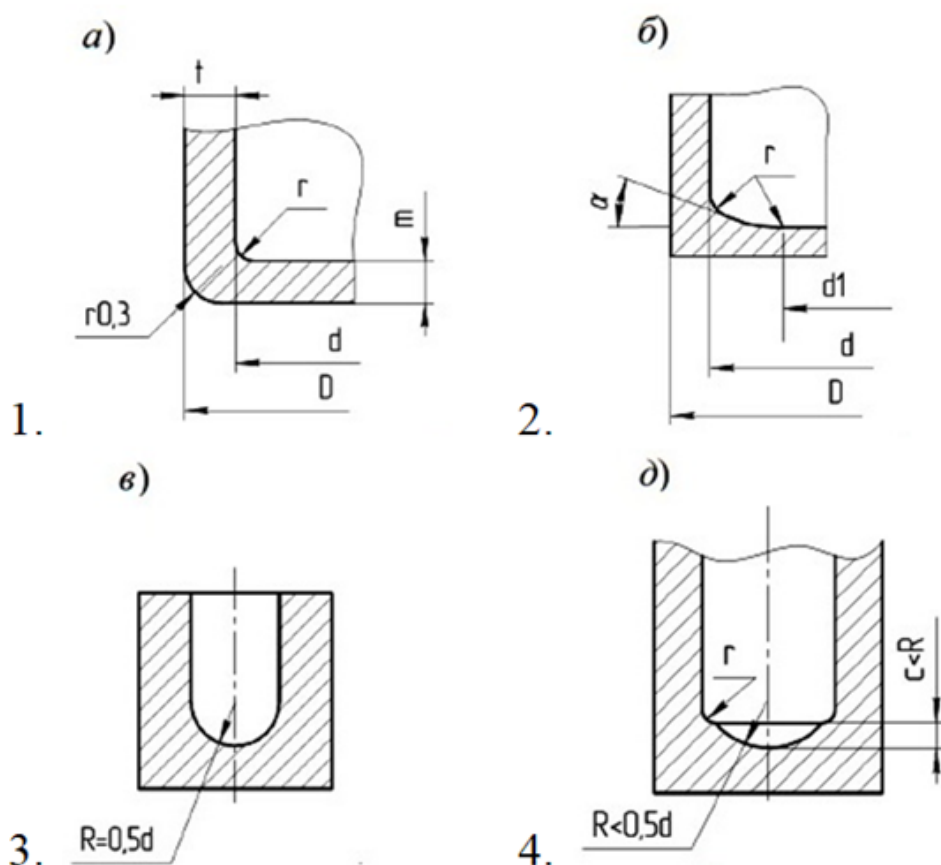 а)
t
r
m
r0,3
d
D
1.
б)
r
α
d1
d
D
2.
в)
R=0,5d
3.
д)
r
c<R
R<0,5d
4.